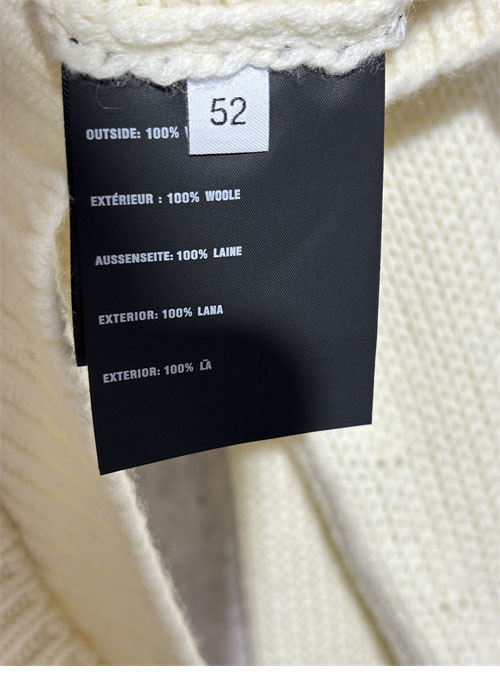 52
OUTSIDE: 100%
EXTÉRIEUR : 100% WOOLE
AUSSENSEITE: 100% LAINE
EXTERIOR: 100% LANA
EXTERIOR: 100% LÃ